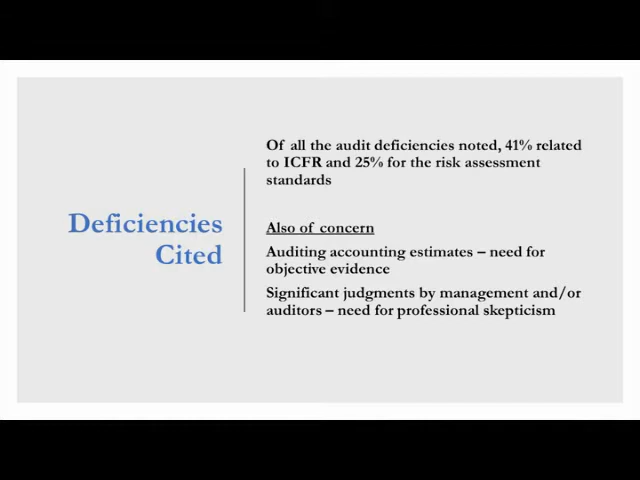 Deficiencies
Cited
Of all the audit deficiencies noted, 41% related
to ICFR and 25% for the risk assessment
standards
Also of concern
Auditing accounting estimates – need for
objective evidence
Significant judgments by management and/or
auditors – need for professional skepticism